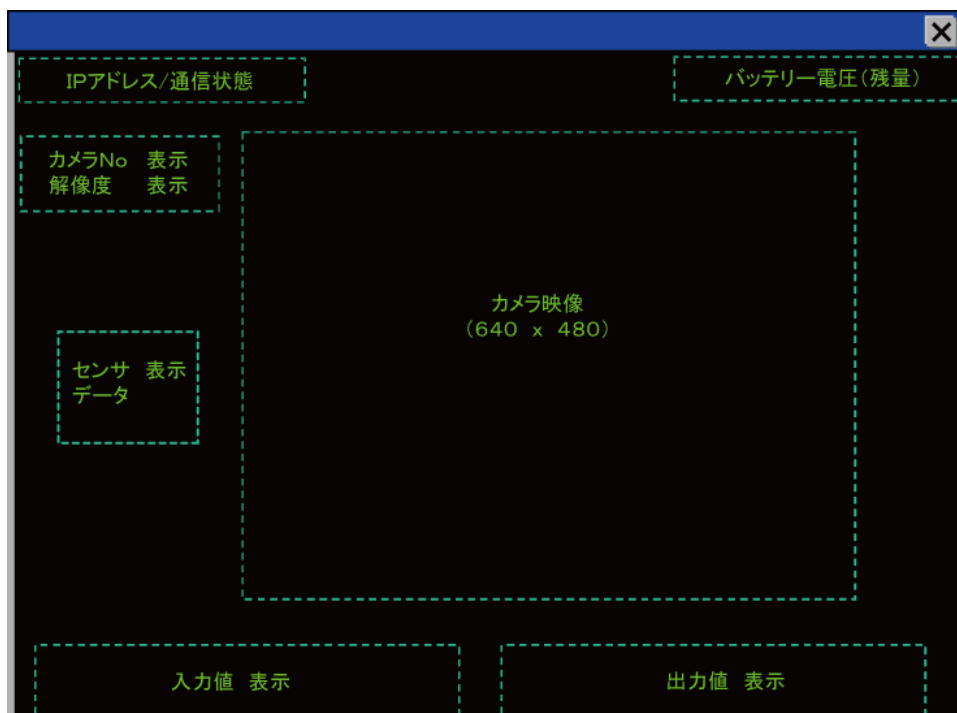 IPアドレス/通信状態
バッテリー電圧(残量)
カメラNo 表示
解像度 表示
カメラ映像
(640 x 480)
センサ 表示
データ
入力値 表示
出力値 表示